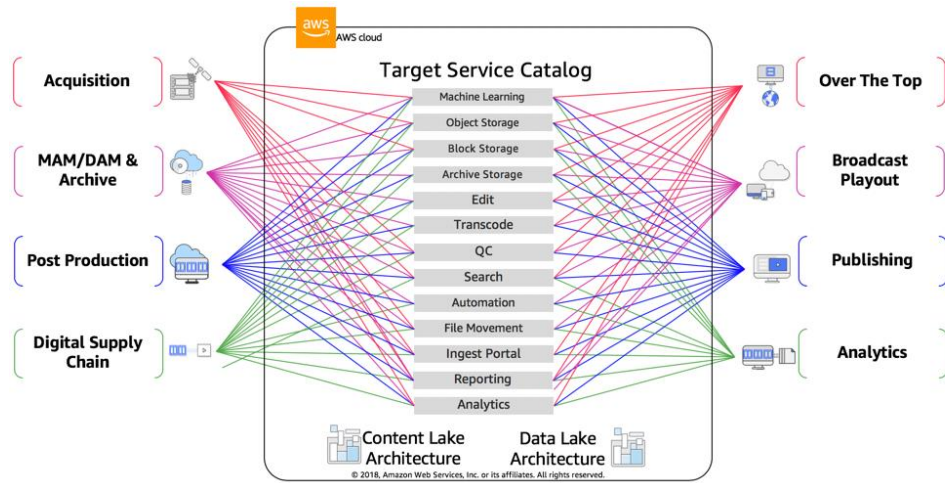 aws
AWS cloud
Target Service Catalog
Acquisition
MAM/DAM &
Archive
Post Production
Digital Supply
Chain
Machine Learning
Object Storage
Block Storage
Archive Storage
Edit
Transcode
QC
Search
Automation
File Movement
Ingest Portal
Reporting
Analytics
Over The Top
Broadcast
Playout
Publishing
Analytics
Content Lake
Architecture
Data Lake
Architecture
© 2018, Amazon Web Services, Inc. or its affiliates. All rights reserved.